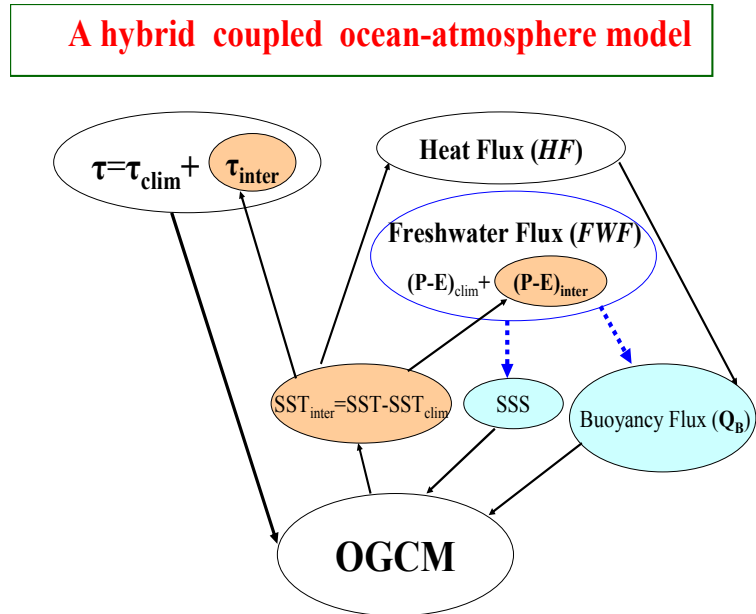 A hybrid coupled ocean-atmosphere model
τ=τclim+ τinter
Heat Flux (HF)
Freshwater Flux (FWF)
(P-E)clim+ (P-E)inter
SSTinter=SST-SSTclim
SSS
Buoyancy Flux (QB)
OGCM